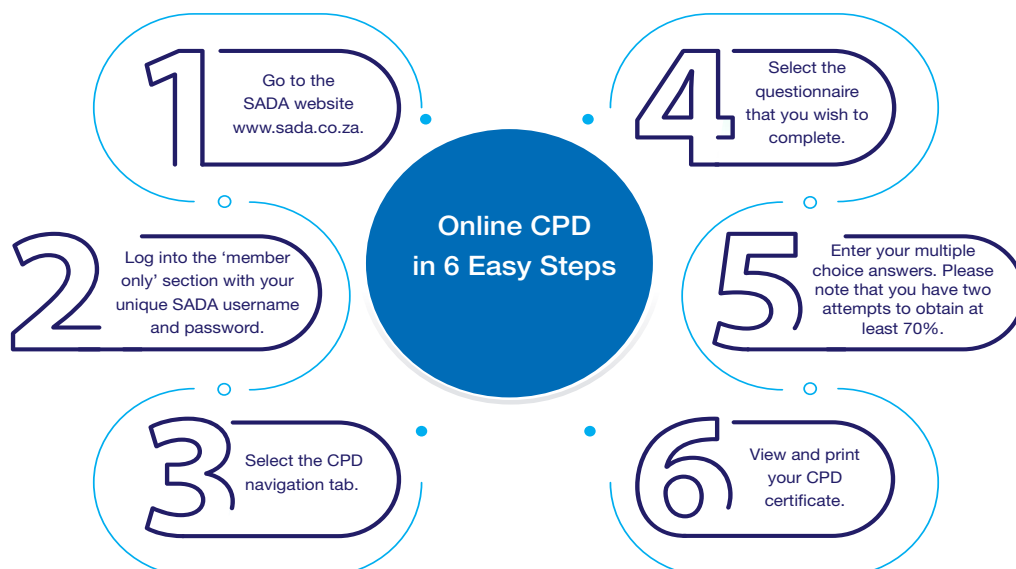 Online CPD
in 6 Easy Steps
1
Go to the
SADA website
www.sada.co.za.
2
Log into the ‘member
only’ section with your
unique SADA username
and password.
3
Select the CPD
navigation tab.
4
Select the
questionnaire
that you wish to
complete.
5
Enter your multiple
choice answers. Please
note that you have two
attempts to obtain at
least 70%.
6
View and print
your CPD
certificate.